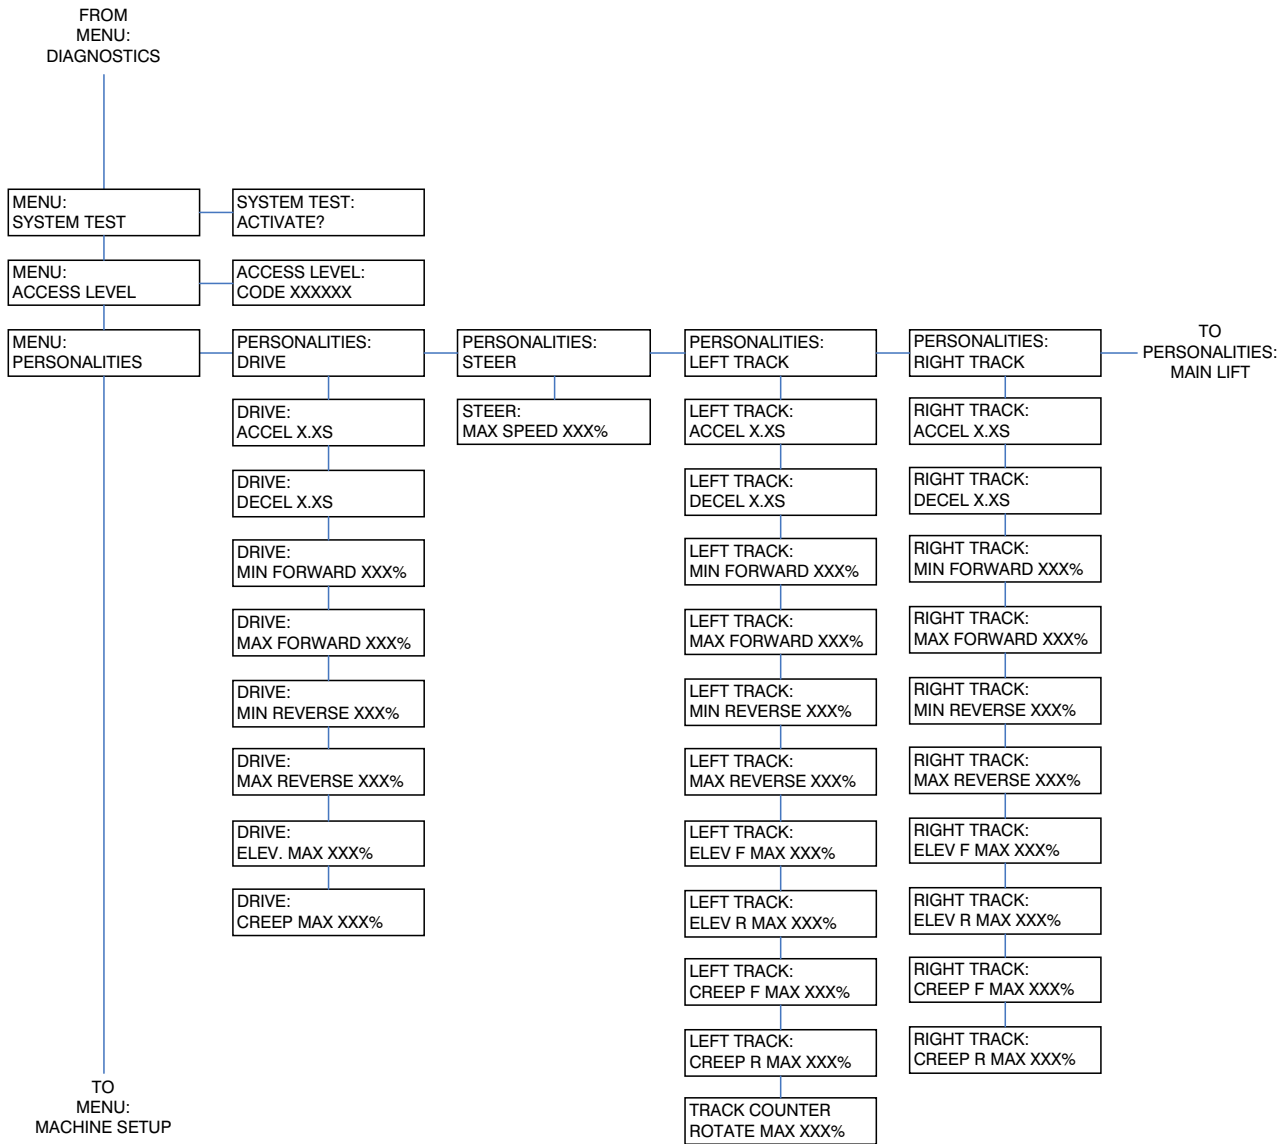 FROM
MENU:
DIAGNOSTICS
MENU:
SYSTEM TEST
SYSTEM TEST:
ACTIVATE?
MENU:
ACCESS LEVEL
ACCESS LEVEL:
CODE XXXXXX
MENU:
PERSONALITIES
PERSONALITIES:
DRIVE
PERSONALITIES:
STEER
PERSONALITIES:
LEFT TRACK
PERSONALITIES:
RIGHT TRACK
TO
PERSONALITIES:
MAIN LIFT
DRIVE:
ACCEL X.XS
DRIVE:
DECEL X.XS
DRIVE:
MIN FORWARD XXX%
DRIVE:
MAX FORWARD XXX%
DRIVE:
MIN REVERSE XXX%
DRIVE:
MAX REVERSE XXX%
DRIVE:
ELEV. MAX XXX%
DRIVE:
CREEP MAX XXX%
STEER:
MAX SPEED XXX%
LEFT TRACK:
ACCEL X.XS
LEFT TRACK:
DECEL X.XS
LEFT TRACK:
MIN FORWARD XXX%
LEFT TRACK:
MAX FORWARD XXX%
LEFT TRACK:
MIN REVERSE XXX%
LEFT TRACK:
MAX REVERSE XXX%
LEFT TRACK:
ELEV F MAX XXX%
LEFT TRACK:
ELEV R MAX XXX%
LEFT TRACK:
CREEP F MAX XXX%
LEFT TRACK:
CREEP R MAX XXX%
TRACK COUNTER
ROTATE MAX XXX%
RIGHT TRACK:
ACCEL X.XS
RIGHT TRACK:
DECEL X.XS
RIGHT TRACK:
MIN FORWARD XXX%
RIGHT TRACK:
MAX FORWARD XXX%
RIGHT TRACK:
MIN REVERSE XXX%
RIGHT TRACK:
MAX REVERSE XXX%
RIGHT TRACK:
ELEV F MAX XXX%
RIGHT TRACK:
ELEV R MAX XXX%
RIGHT TRACK:
CREEP F MAX XXX%
RIGHT TRACK:
CREEP R MAX XXX%
TO
MENU:
MACHINE SETUP